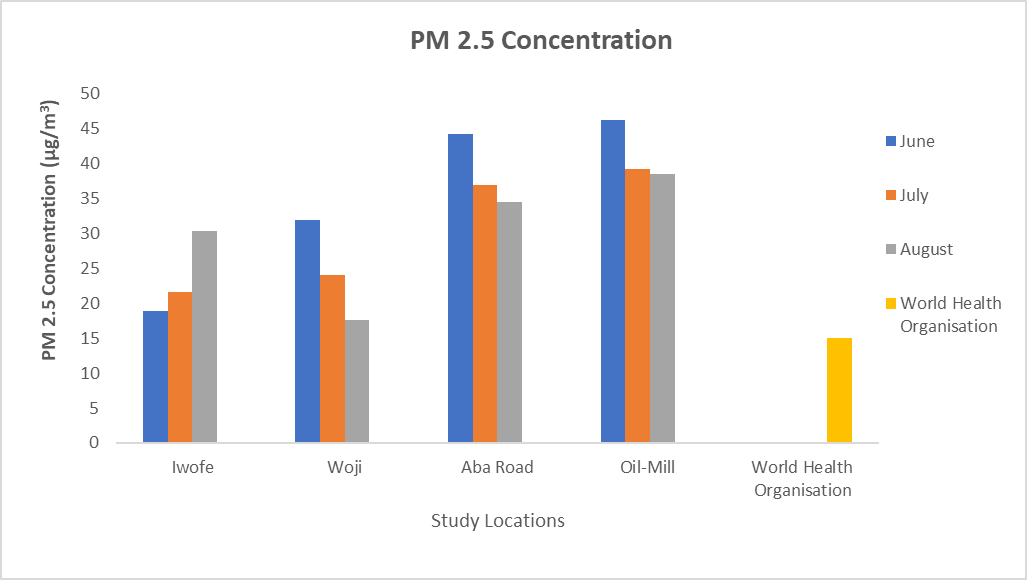 PM 2.5 Concentration
PM 2.5 Concentration (µg/m³)
50
45
40
35
30
25
20
15
10
5
0
Iwofe
Woji
Aba Road
Oil-Mill
World Health
Organisation
Study Locations
June
July
August
World Health
Organisation